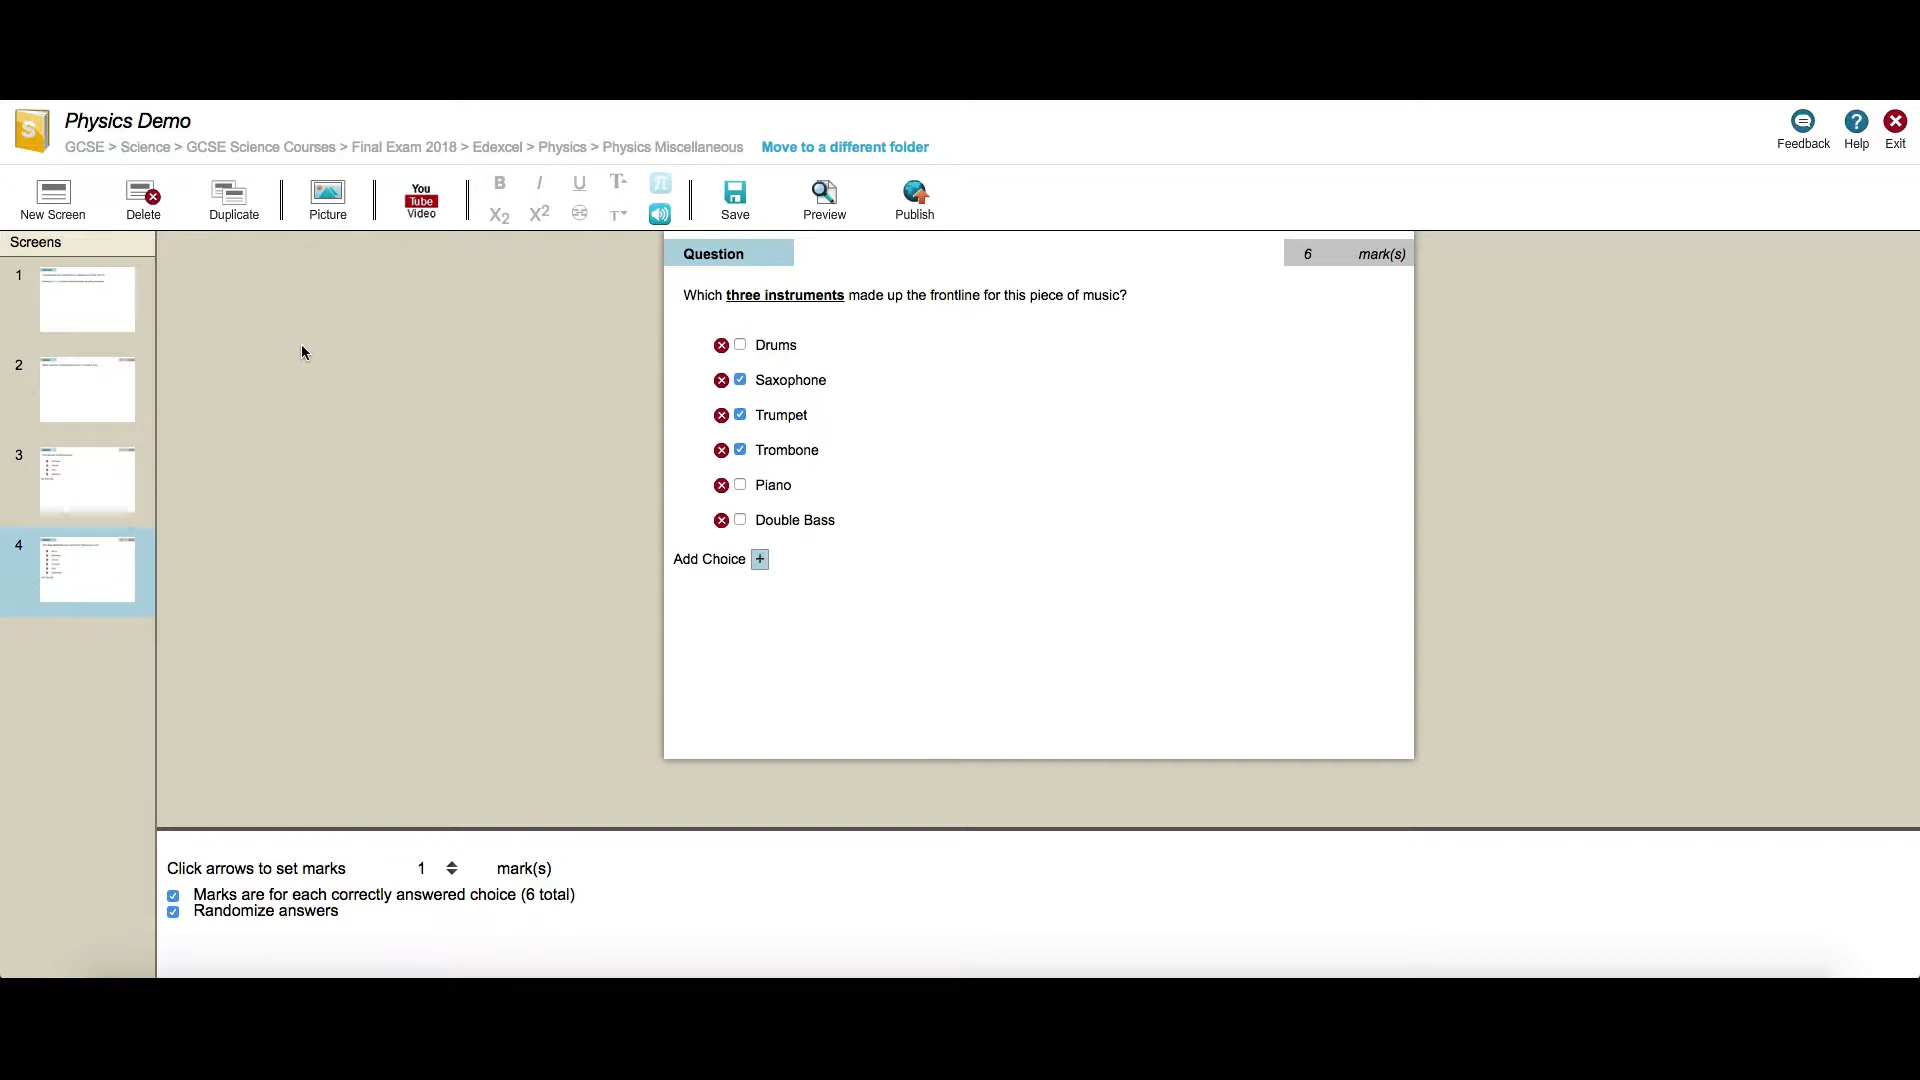 Physics Demo
GCSE > Science > GCSE Science Courses > Final Exam 2018 > Edexcel > Physics > Physics Miscellaneous Move to a different folder
Feedback Help Exit
New Screen Delete Duplicate Picture You Tube Video B I U T π X2 X2 T Save Preview Publish
Screens
1
2
3
4
Question
6 mark(s)
Which three instruments made up the frontline for this piece of music?
Drums
Saxophone
Trumpet
Trombone
Piano
Double Bass
Add Choice +
Click arrows to set marks 1 mark(s)
Marks are for each correctly answered choice (6 total)
Randomize answers